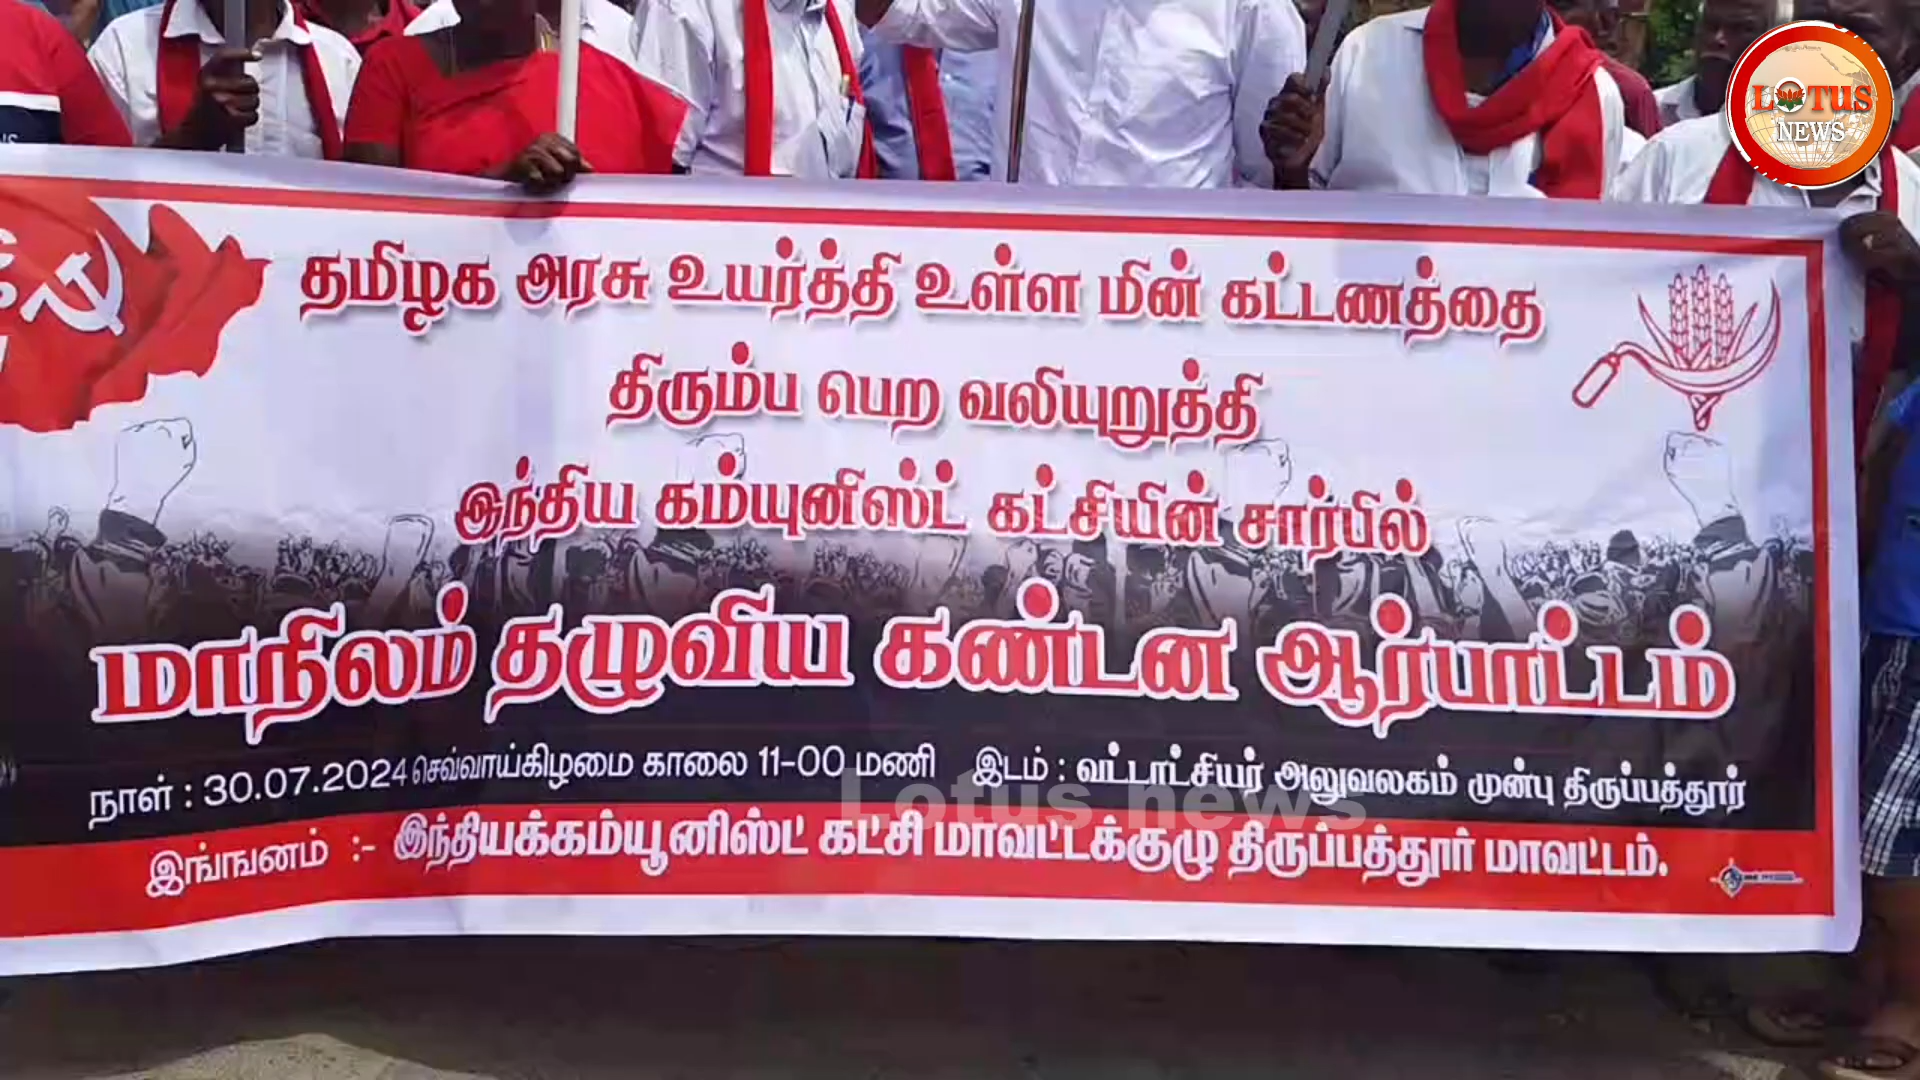 LOTUS
NEWS
தமிழக அரசு உயர்த்தி உள்ள மின் கட்டணத்தை
திரும்ப பெற வலியுறுத்தி
இந்திய கம்யுனிஸ்ட் கட்சியின் சார்பில்
மாநிலம் தழுவிய கண்டன ஆர்பாட்டம்
நாள் : 30.07.2024 செவ்வாய்கிழமை காலை 11-00 மணி இடம் : வட்டாட்சியர் அலுவலகம் முன்பு திருப்பத்தூர்
Lotus news
இங்ஙனம் :- இந்தியக்கம்யூனிஸ்ட் கட்சி மாவட்டக்குழு திருப்பத்தூர் மாவட்டம்.